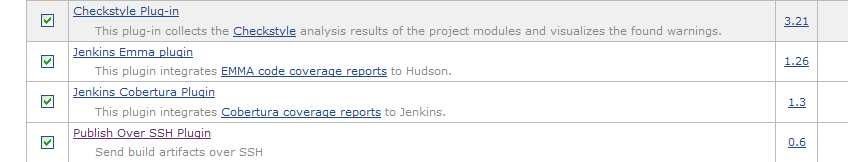 Checkstyle Plug-in
3.21
This plug-in collects the Checkstyle analysis results of the project modules and visualizes the found warnings.
Jenkins Emma plugin
1.26
This plugin integrates EMMA code coverage reports to Hudson.
Jenkins Cobertura Plugin
1.3
This plugin integrates Cobertura coverage reports to Jenkins.
Publish Over SSH Plugin
0.6
Send build artifacts over SSH